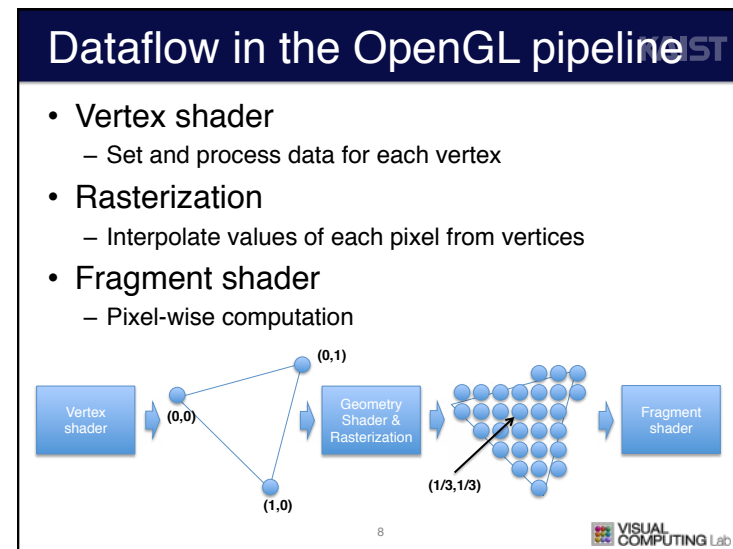 Dataflow in the OpenGL pipeline
KAIST
• Vertex shader
– Set and process data for each vertex
• Rasterization
– Interpolate values of each pixel from vertices
• Fragment shader
– Pixel-wise computation
Vertex
shader
(0,0)
(0,1)
(1,0)
Geometry
Shader &
Rasterization
(1/3,1/3)
Fragment
shader
8
VISUAL
COMPUTING Lab